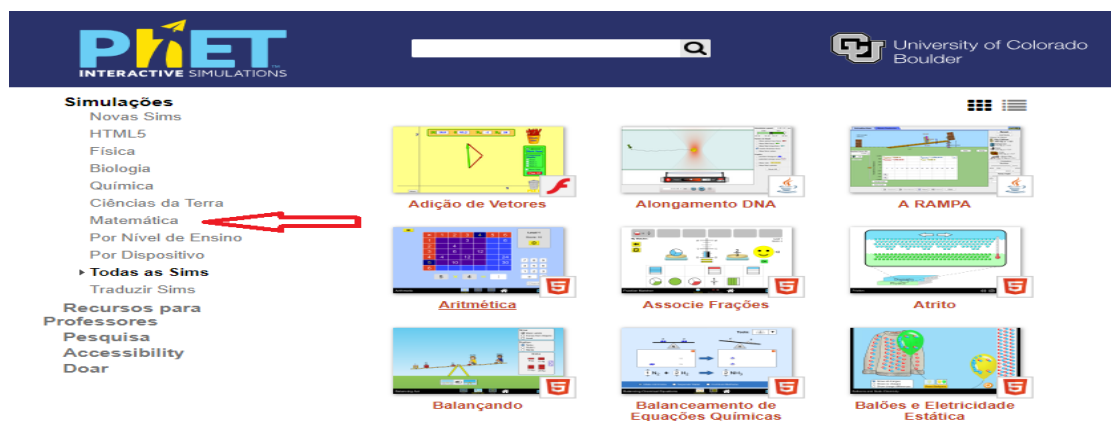 PhET
INTERACTIVE SIMULATIONS
University of Colorado
Boulder
Simulações
Novas Sims
HTML5
Física
Biologia
Química
Ciências da Terra
Matemática
Por Nível de Ensino
Por Dispositivo
Todas as Sims
Traduzir Sims
Recursos para
Professores
Pesquisa
Accessibility
Doar
Adição de Vetores
Alongamento DNA
A RAMPA
Aritmética
Associe Frações
Atrito
Balançando
Balanceamento de
Equações Químicas
Balões e Eletricidade
Estática